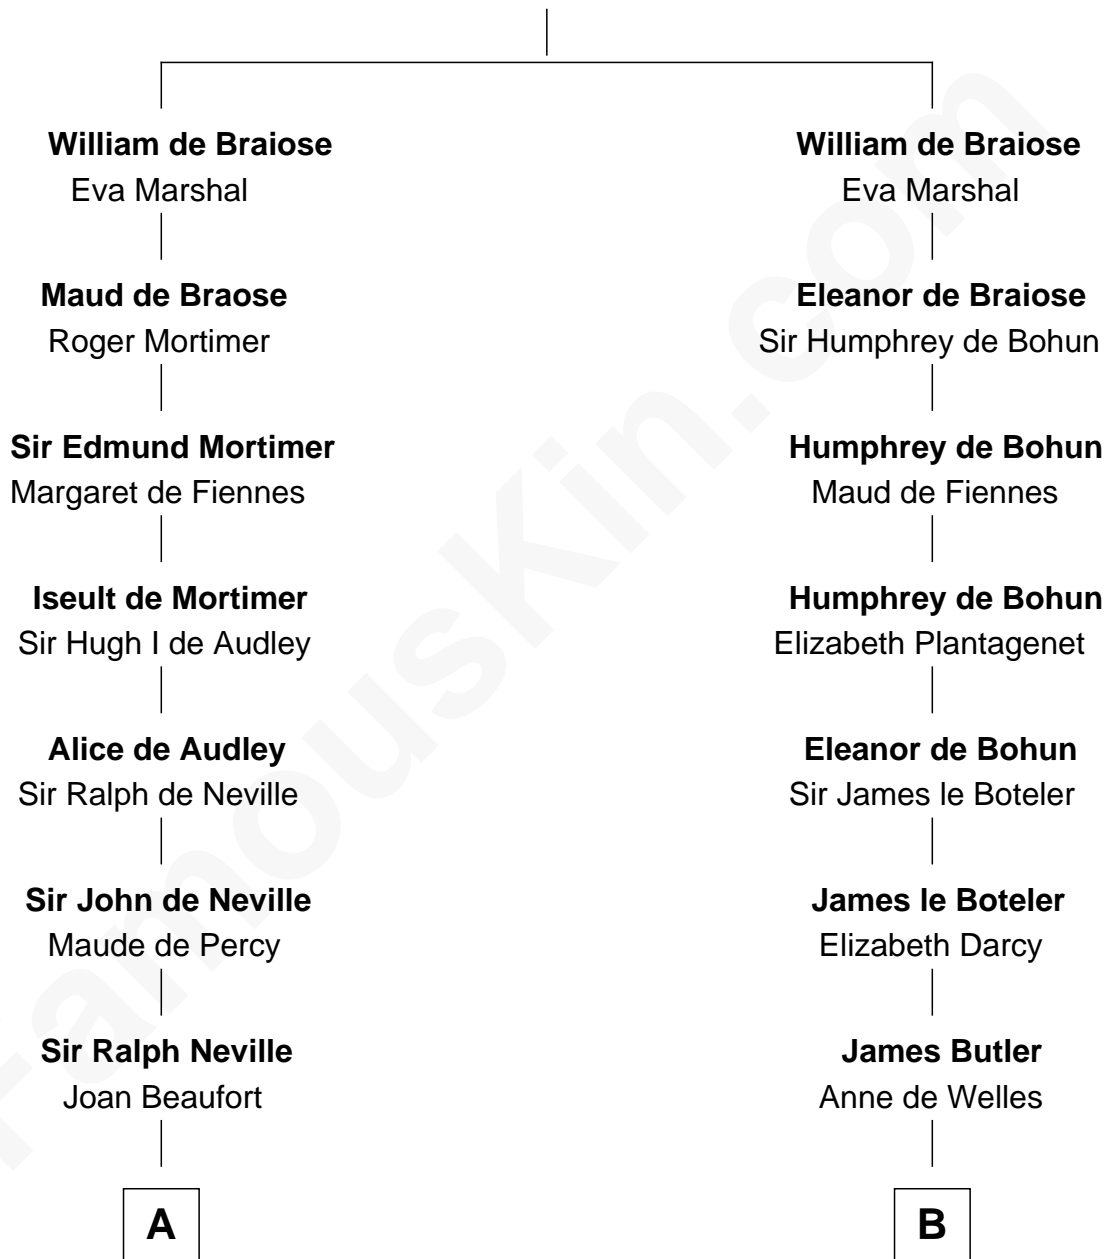 William de Braiose
Eva Marshal
Maud de Braose
Roger Mortimer
Sir Edmund Mortimer
Margaret de Fiennes
Iseult de Mortimer
Sir Hugh I de Audley
Alice de Audley
Sir Ralph de Neville
Sir John de Neville
Maude de Percy
Sir Ralph Neville
Joan Beaufort
A
William de Braiose
Eva Marshal
Eleanor de Braiose
Sir Humphrey de Bohun
Humphrey de Bohun
Maud de Fiennes
Humphrey de Bohun
Elizabeth Plantagenet
Eleanor de Bohun
Sir James le Boteler
James le Boteler
Elizabeth Darcy
James Butler
Anne de Welles
B
FamousKin.com